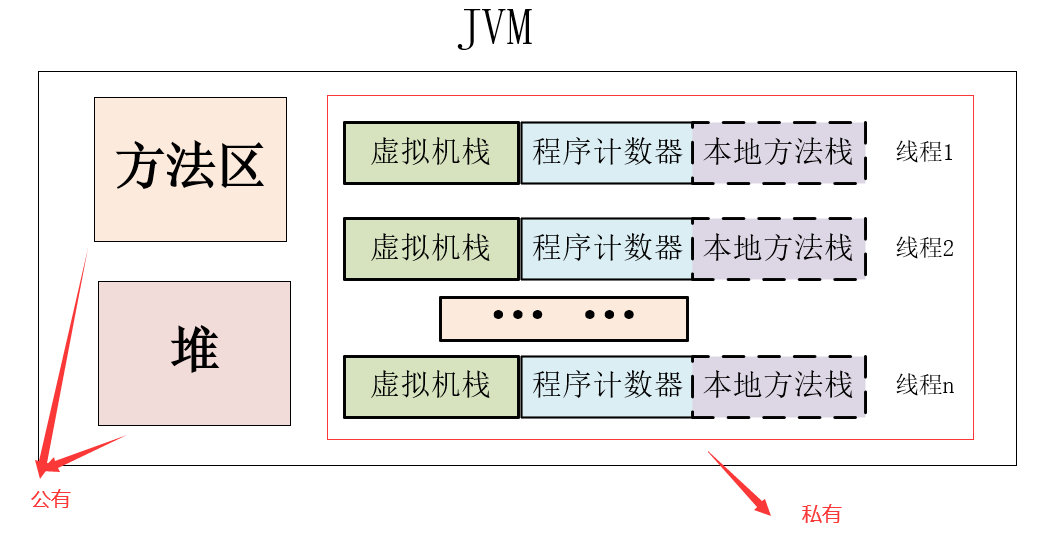 JVM
方法区
堆
虚拟机栈 程序计数器 本地方法栈 线程1
虚拟机栈 程序计数器 本地方法栈 线程2
••• •••
虚拟机栈 程序计数器 本地方法栈 线程n
公有
私有